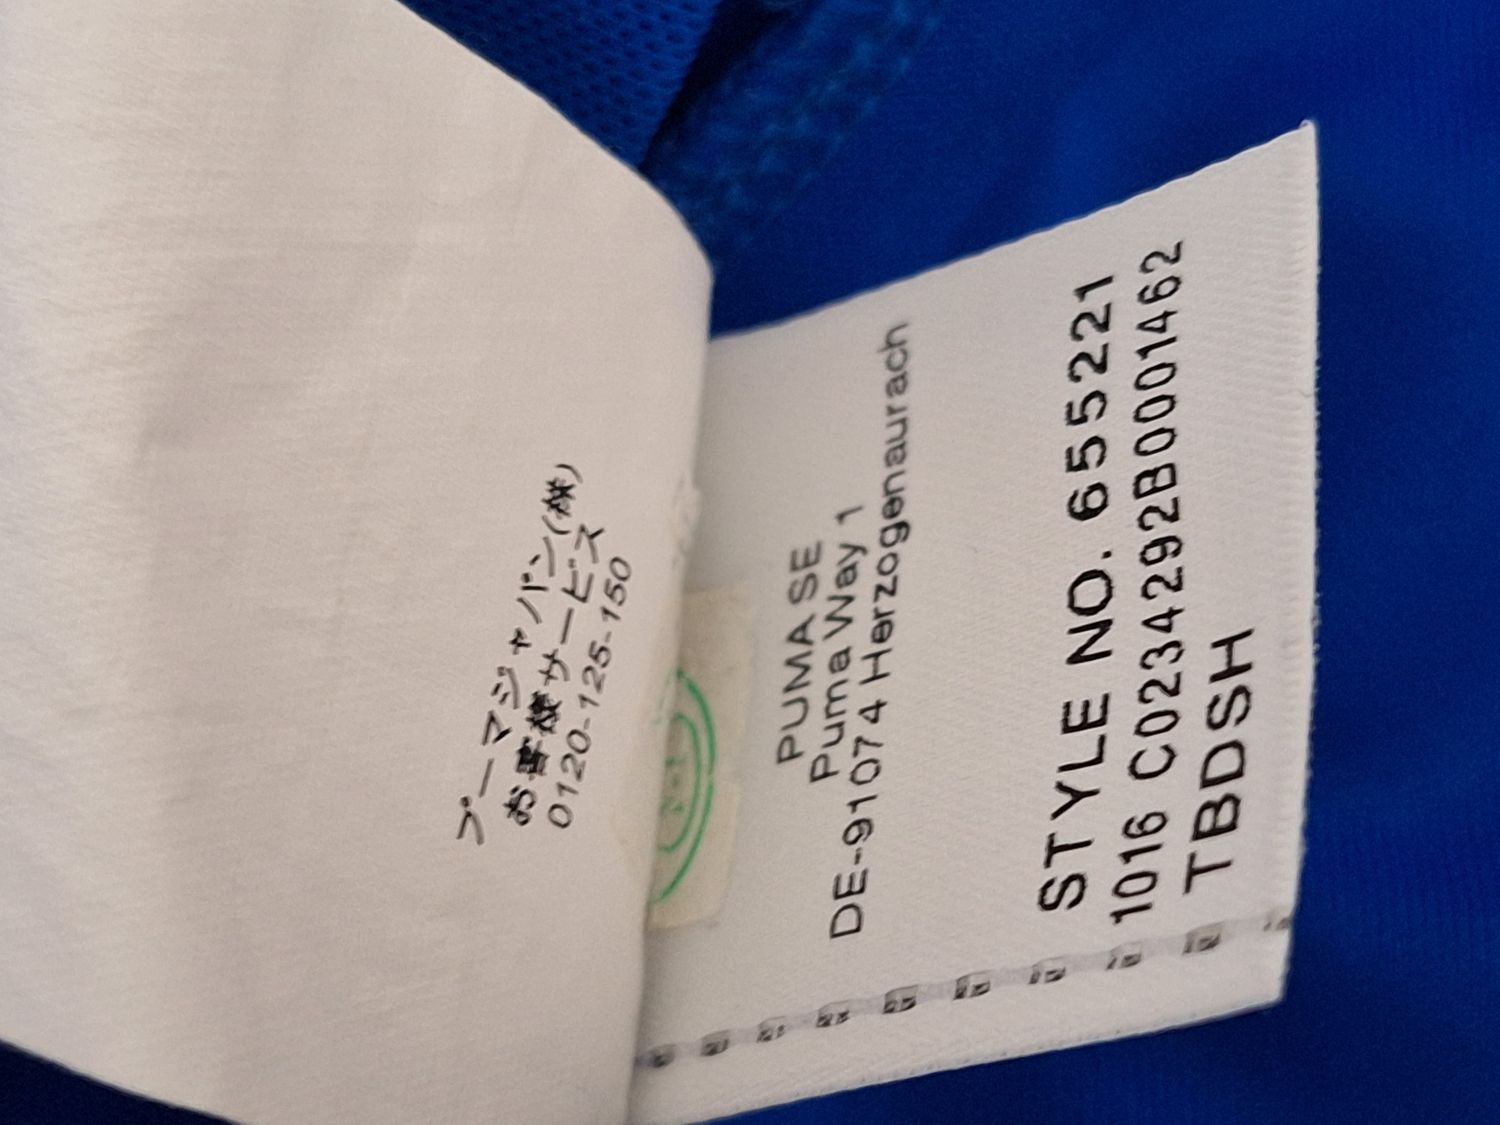 プーマジャパン(株)
お客様サービス
0120-125-150
PUMA SE
Puma Way 1
DE-91074 Herzogenaurach
STYLE NO. 655221
1016 C0234292B0001462
TBDSH